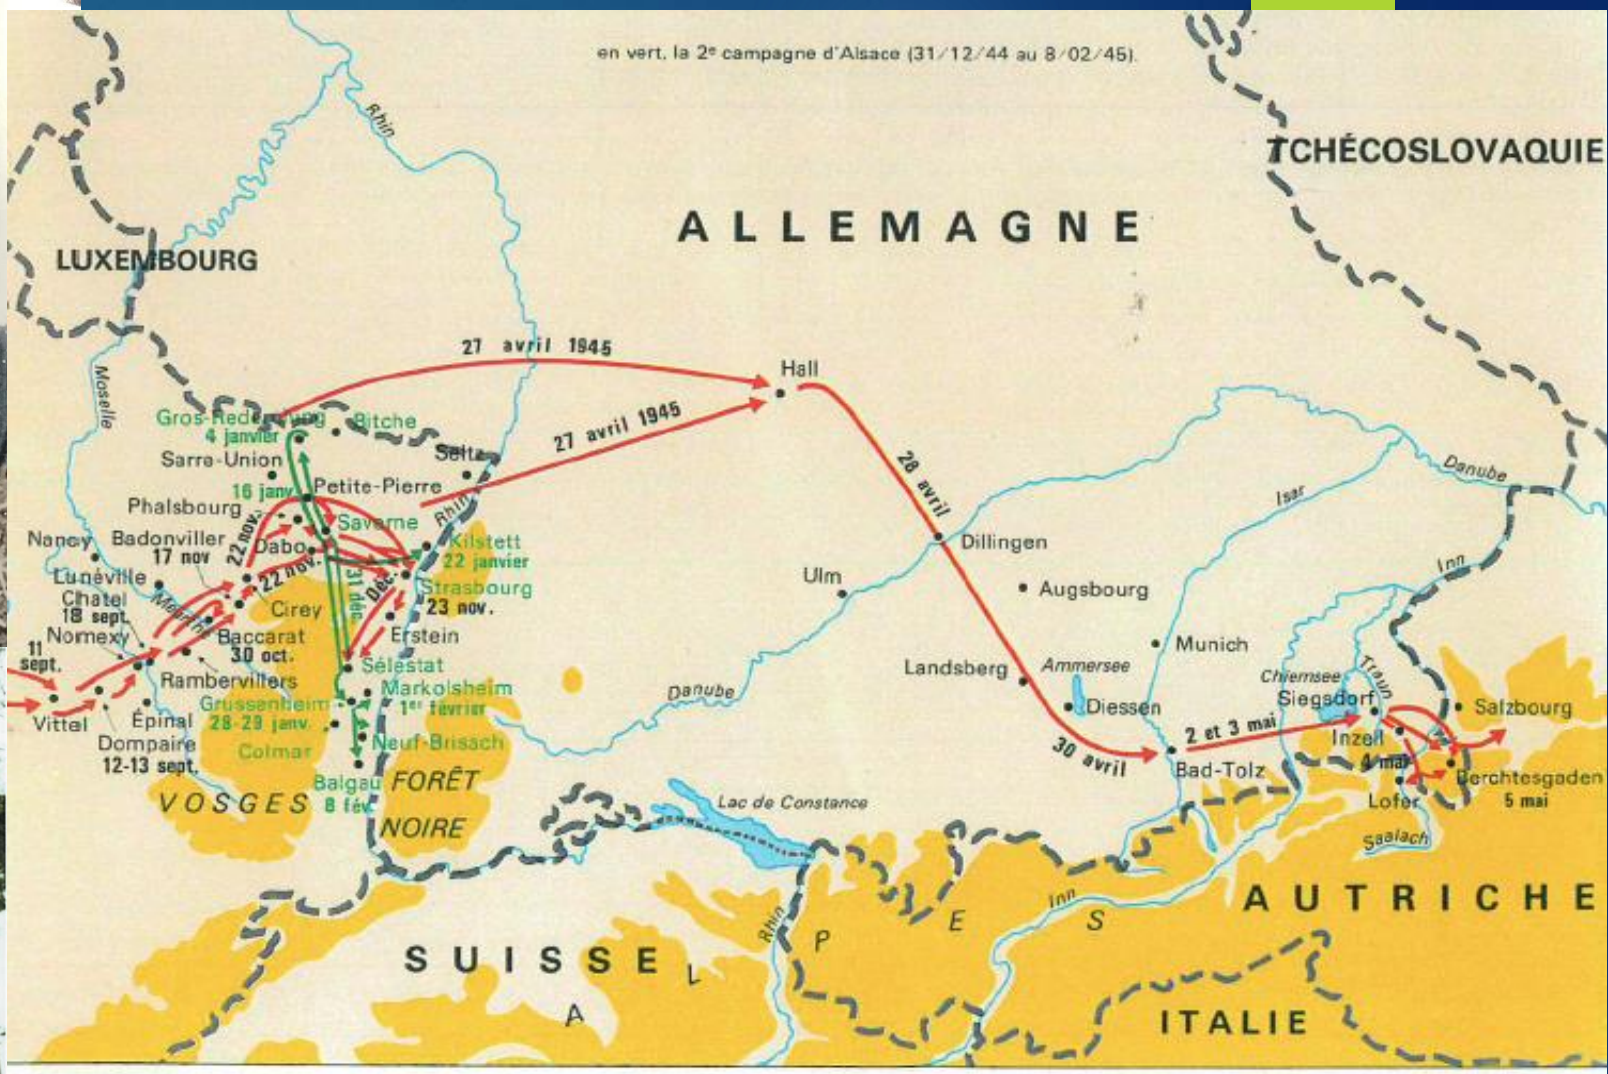 en vert, la 2e campagne d'Alsace (31/12/44 au 8/02/45).
Rhin
TCHÉCOSLOVAQUIE
ALLEMAGNE
LUXEMBOURG
27 avril 1945
Hall
Moselle
27 avril 1945
Bitche
4 janvier
Sarre-Union
Seltz
28 avril
Danube
16 janv.
Petite-Pierre
Isar
Phalsbourg
Rhin
Saverne
Nancy
Badonviller
17 nov
22 nov.
Dabo
Kilstett
22 janvier
Dillingen
Inn
Lunéville
22 nov.
31 déc.
Déc.
Strasbourg
23 nov.
Ulm
Augsbourg
Chatel
18 sept.
Meurthe
Cirey
Nomexy
Baccarat
30 oct.
Erstein
Munich
11
sept.
Sélestat
Landsberg
Ammersee
Chiemsee
Traun
Rambervillers
Markolsheim
1er février
Danube
Siegsdorf
Vittel
Épinal
Grussenheim
28-29 janv.
Diessen
2 et 3 mai
Salzbourg
Dompaire
12-13 sept.
Colmar
Neuf-Brisach
30 avril
Inzell
4 mai
Bad-Tolz
Balgau
8 fév.
FORÊT
NOIRE
Berchtesgaden
5 mai
VOSGES
Lac de Constance
Lofer
Saalach
AUTRICHE
Inn
Rhin
SUISSE
ALPES
ITALIE